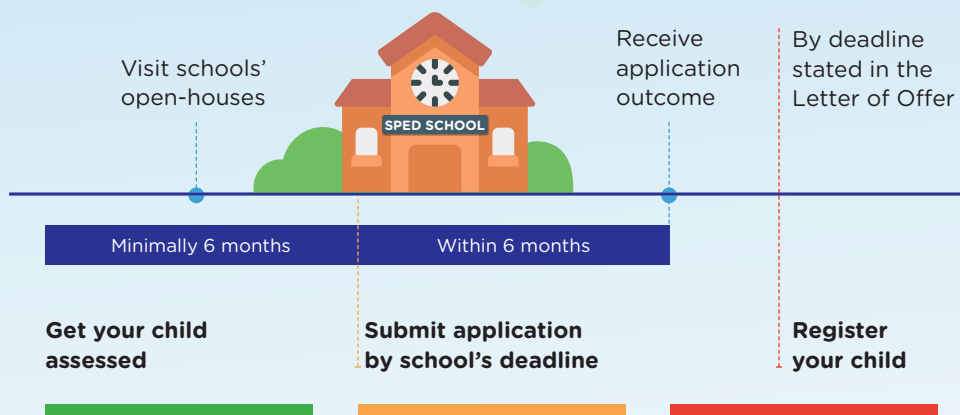 Visit schools'
open-houses
SPED SCHOOL
Receive
application
outcome
By deadline
stated in the
Letter of Offer
Minimally 6 months
Within 6 months
Get your child
assessed
Submit application
by school's deadline
Register
your child